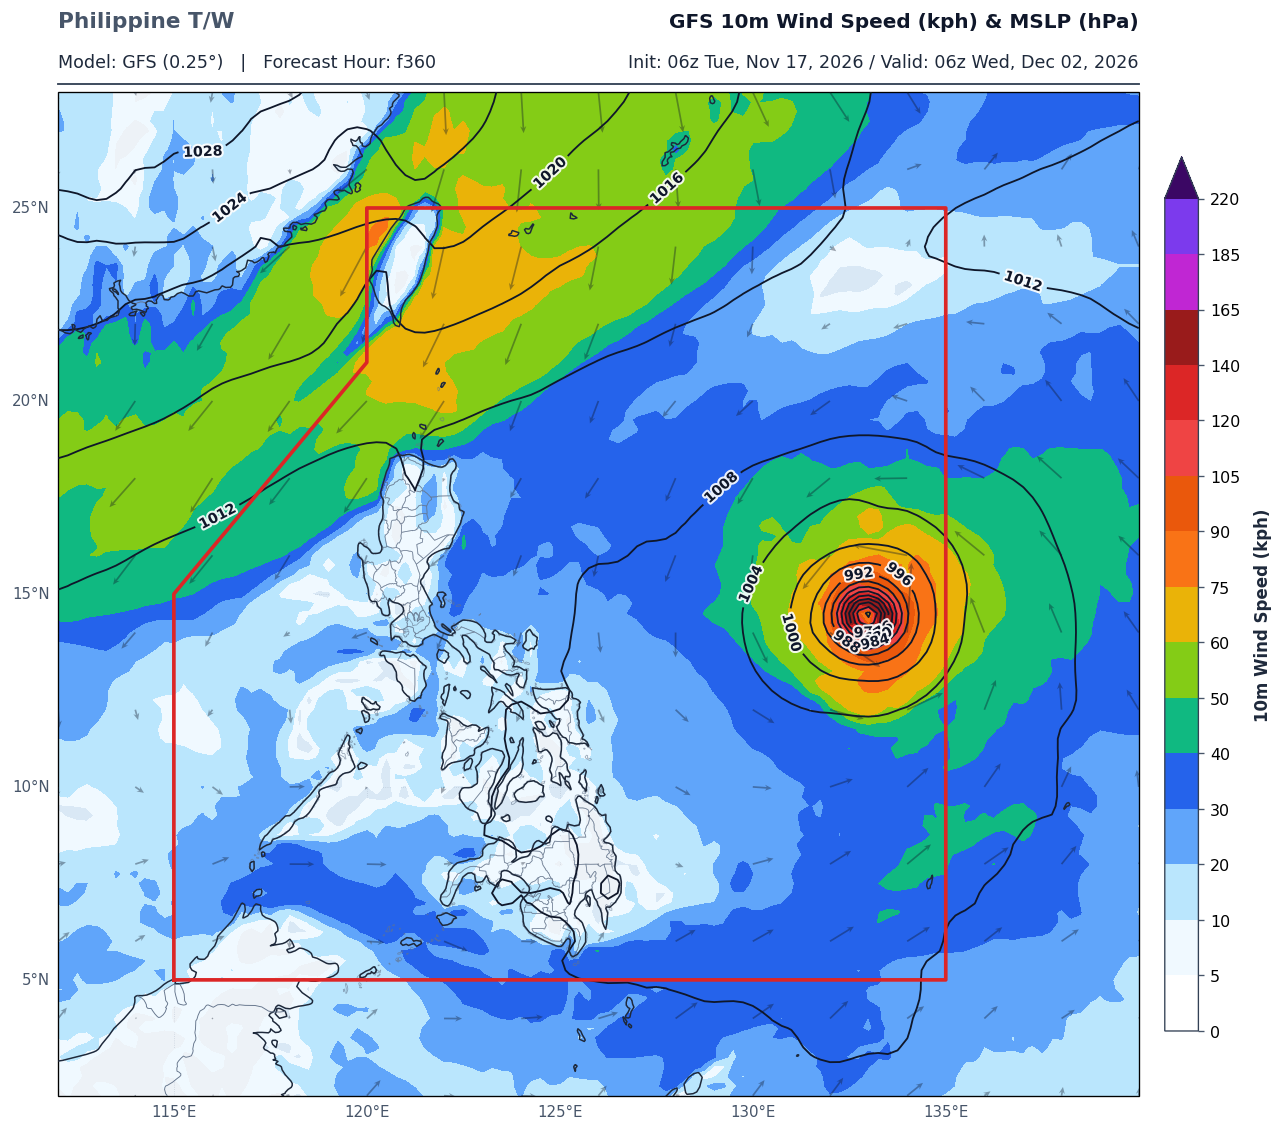 Philippine T/W
GFS 10m Wind Speed (kph) & MSLP (hPa)
Model: GFS (0.25°)   |   Forecast Hour: f360
Init: 06z Tue, Nov 17, 2026 / Valid: 06z Wed, Dec 02, 2026
1028
1024
1020
1016
1012
1012
1008
1004
1000
992
996
988
984
25°N
20°N
15°N
10°N
5°N
115°E
120°E
125°E
130°E
135°E
220
185
165
140
120
105
90
75
60
50
40
30
20
10
5
0
10m Wind Speed (kph)